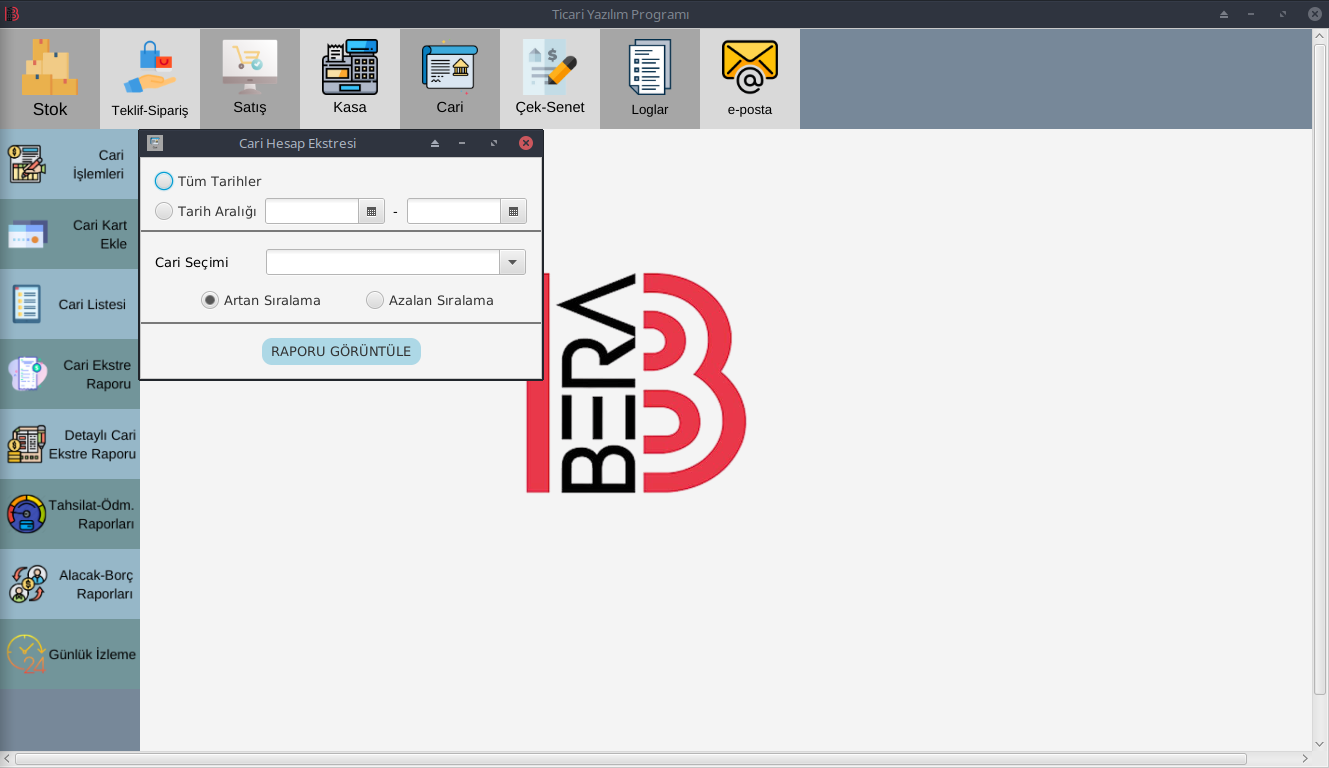 Ticari Yazılım Programı
Stok
Teklif-Sipariş
Satış
Kasa
Cari
Çek-Senet
Loglar
e-posta
Cari
İşlemleri
Cari Kart
Ekle
Cari Listesi
Cari Ekstre
Raporu
Detaylı Cari
Ekstre Raporu
Tahsilat-Ödm.
Raporları
Alacak-Borç
Raporları
24
Günlük İzleme
Cari Hesap Ekstresi
Tüm Tarihler
Tarih Aralığı -
Cari Seçimi
Artan Sıralama Azalan Sıralama
RAPORU GÖRÜNTÜLE
BERA